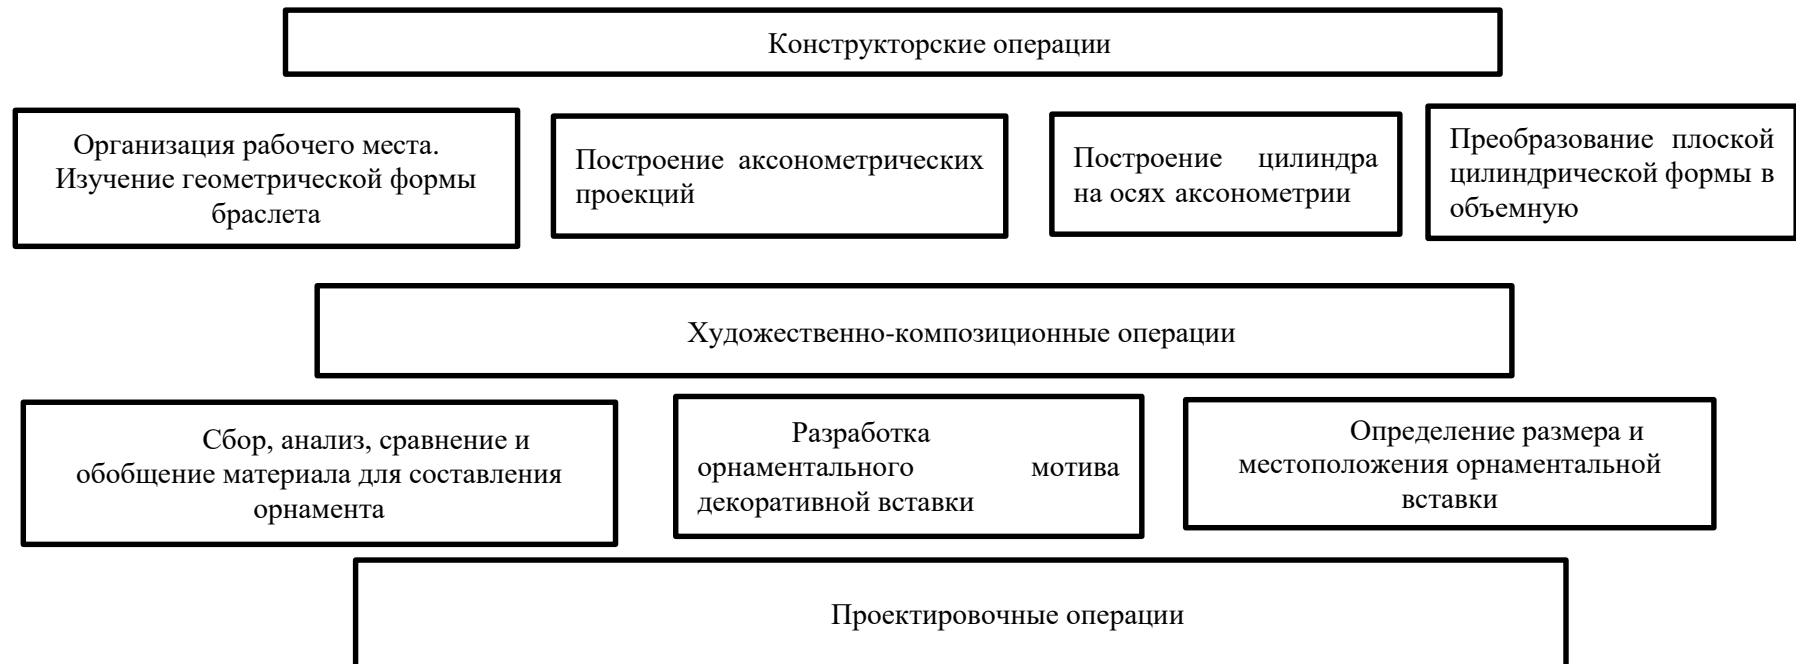 Конструкторские операции
Организация рабочего места.
Изучение геометрической формы
браслета
Построение аксонометрических
проекций
Построение цилиндра
на осях аксонометрии
Преобразование плоской
цилиндрической формы в
объемную
Художественно-композиционные операции
Сбор, анализ, сравнение и
обобщение материала для составления
орнамента
Разработка
орнаментального мотива
декоративной вставки
Определение размера и
местоположения орнаментальной
вставки
Проектировочные операции